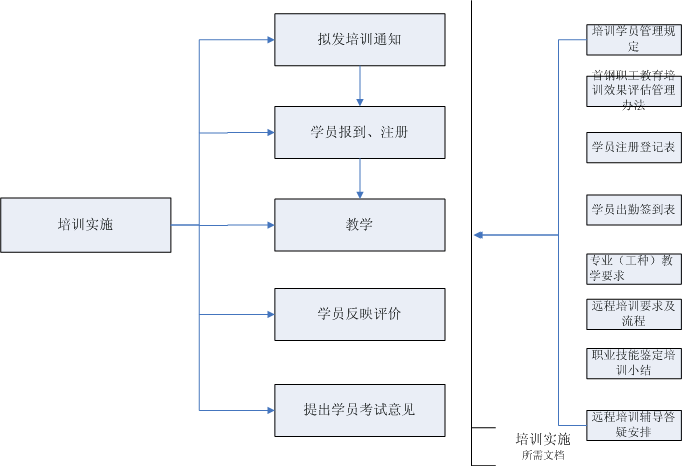 拟发培训通知
学员报到、注册
培训实施
教学
学员反映评价
提出学员考试意见
培训学员管理规
定
首钢职工教育培
训效果评估管理
办法
学员注册登记表
学员出勤签到表
专业（工种）教
学要求
远程培训要求及
流程
职业技能鉴定培
训小结
远程培训辅导答
疑安排
培训实施
所需文档